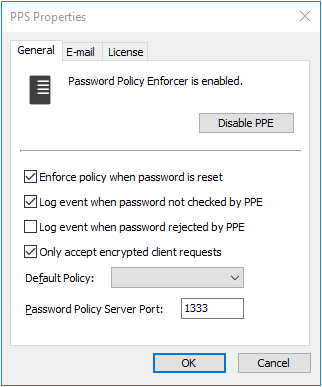 PPS Properties
General E-mail License
Password Policy Enforcer is enabled.
Disable PPE
Enforce policy when password is reset
Log event when password not checked by PPE
Log event when password rejected by PPE
Only accept encrypted client requests
Default Policy:
Password Policy Server Port: 1333
OK Cancel